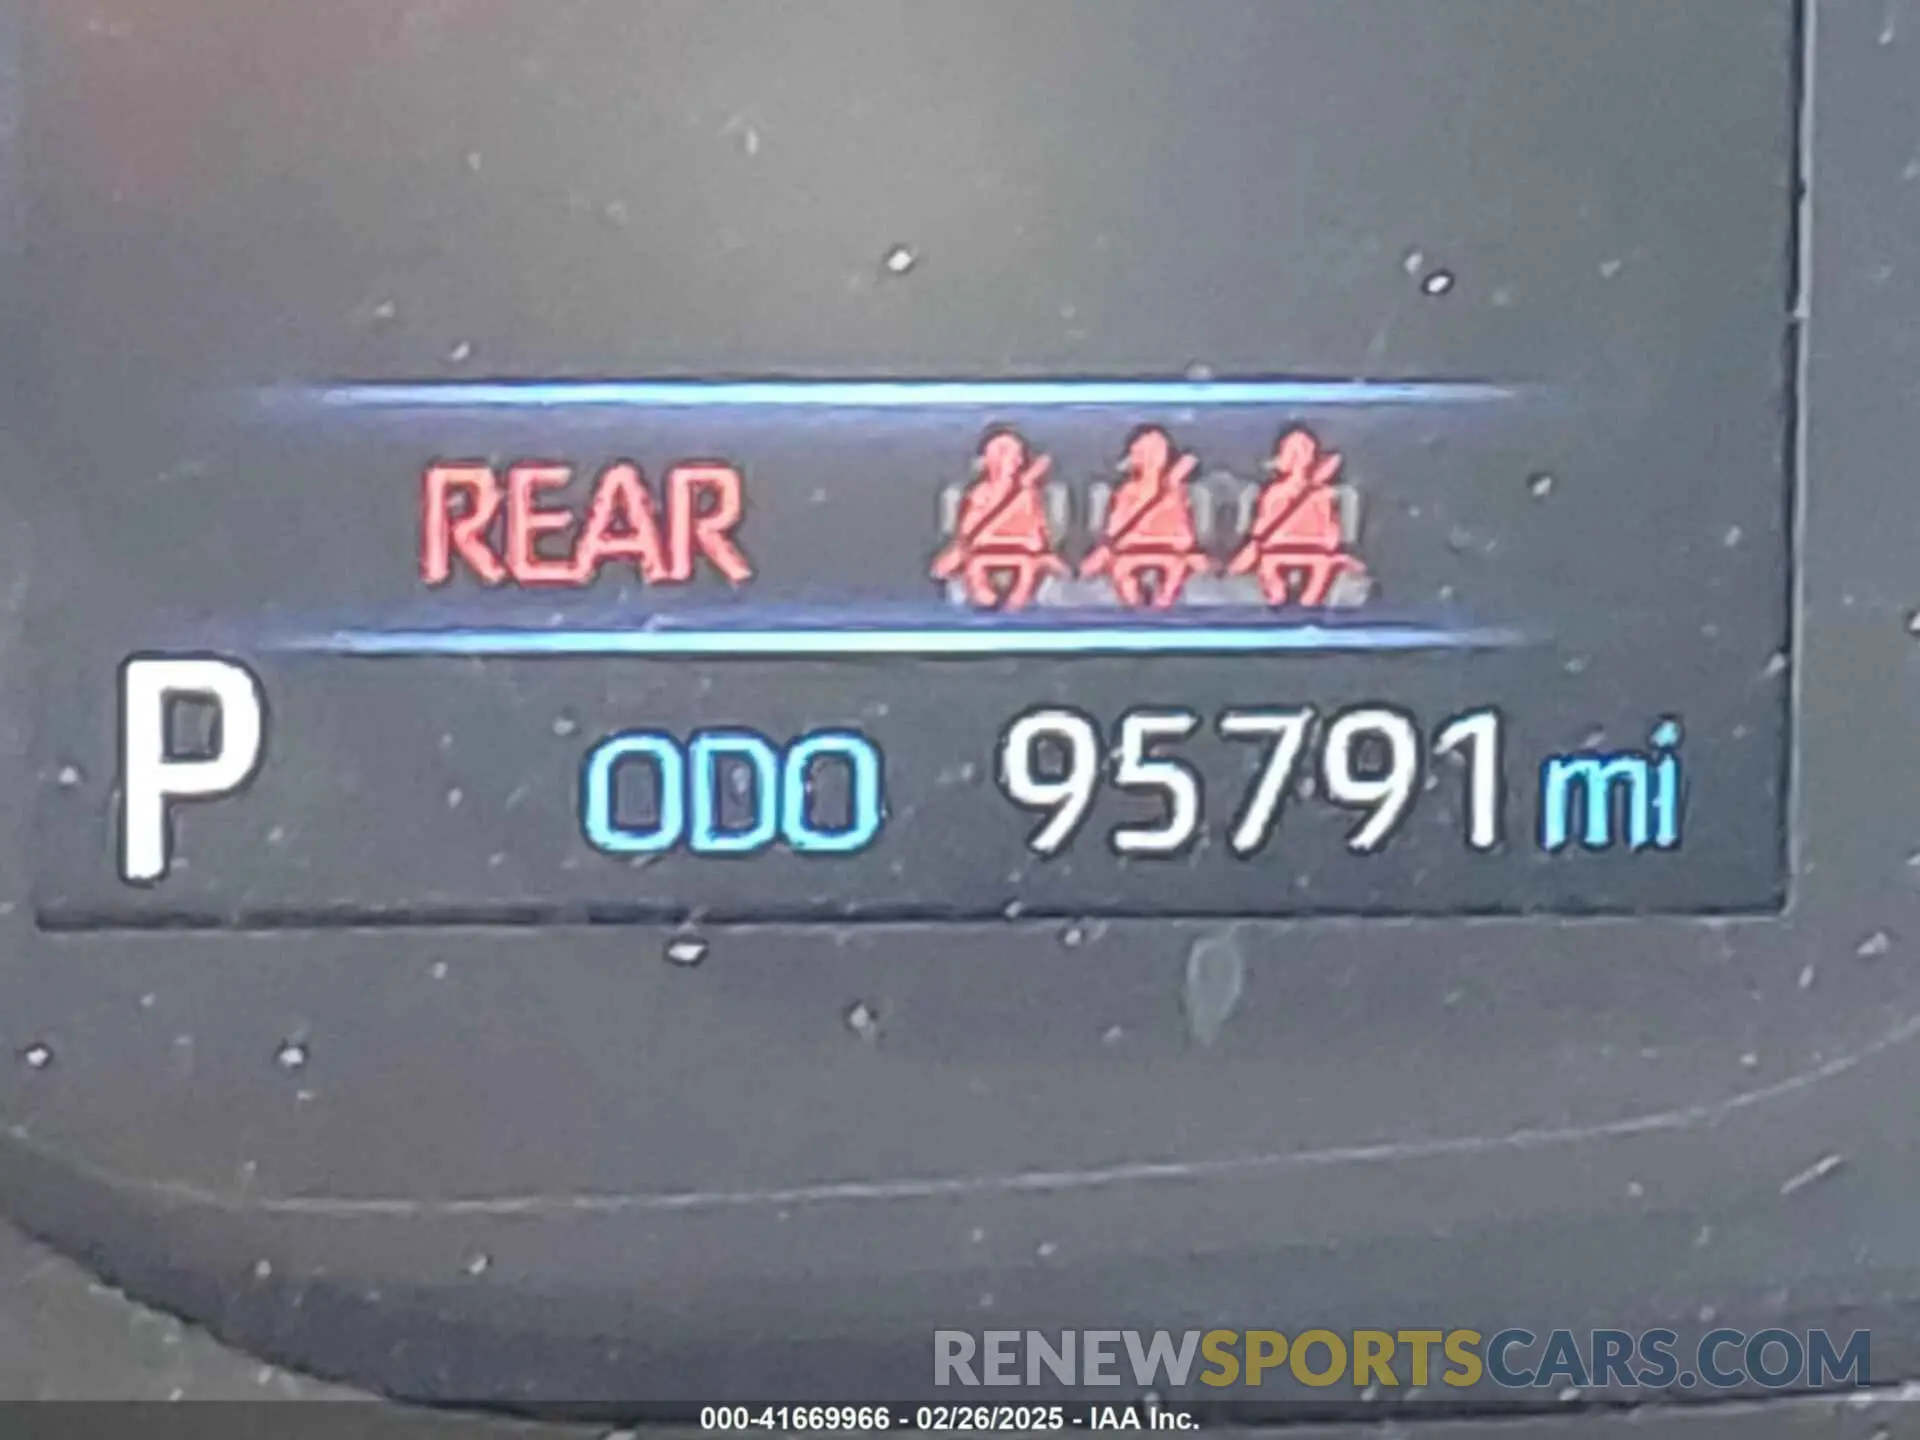 REAR
P ODO 95791 mi
RENEWSPORTSCARS.COM
000-41669966 - 02/26/2025 - IAA Inc.